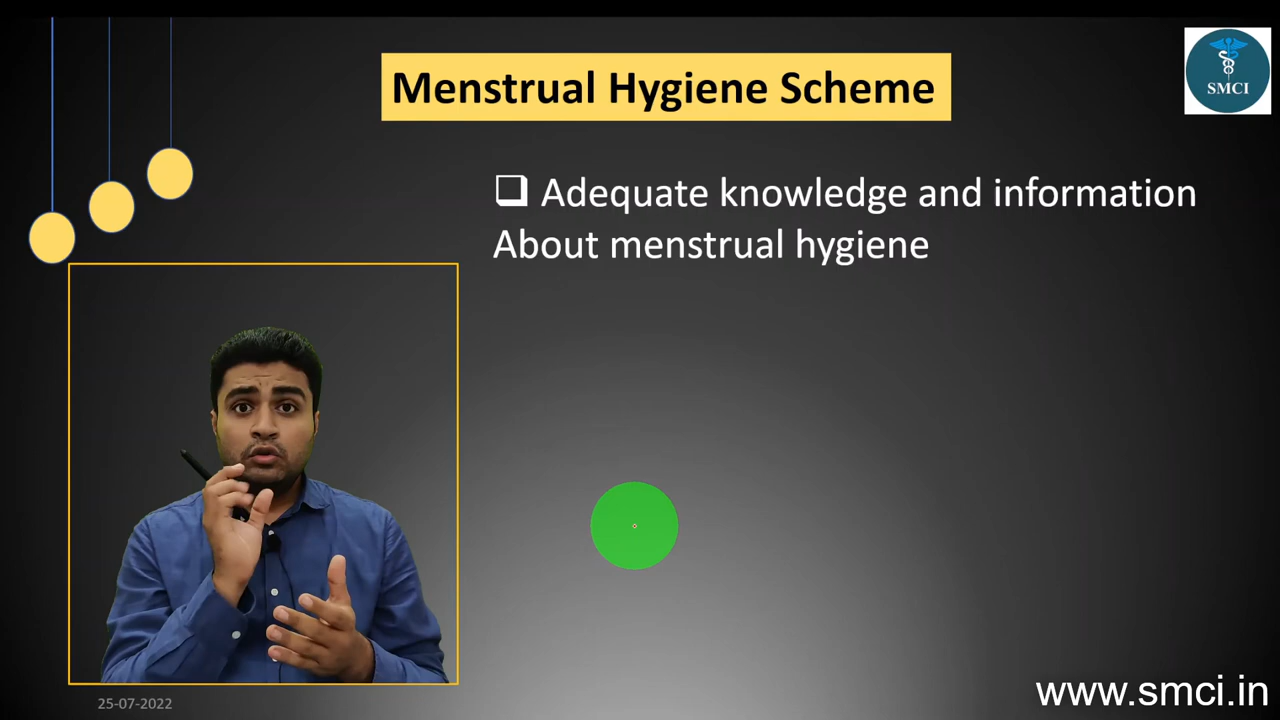 Menstrual Hygiene Scheme
SMCI
❑ Adequate knowledge and information
About menstrual hygiene
25-07-2022
www.smci.in